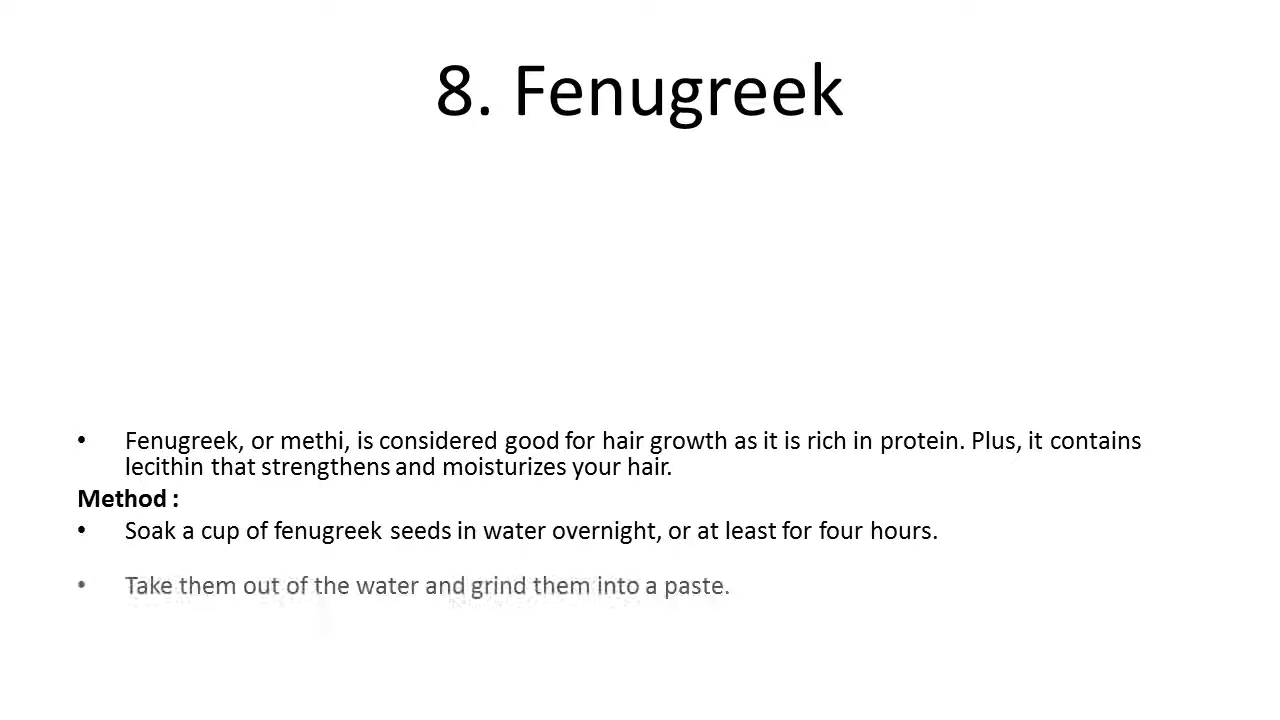 8. Fenugreek
• Fenugreek, or methi, is considered good for hair growth as it is rich in protein. Plus, it contains
lecithin that strengthens and moisturizes your hair.
Method :
• Soak a cup of fenugreek seeds in water overnight, or at least for four hours.
• Take them out of the water and grind them into a paste.